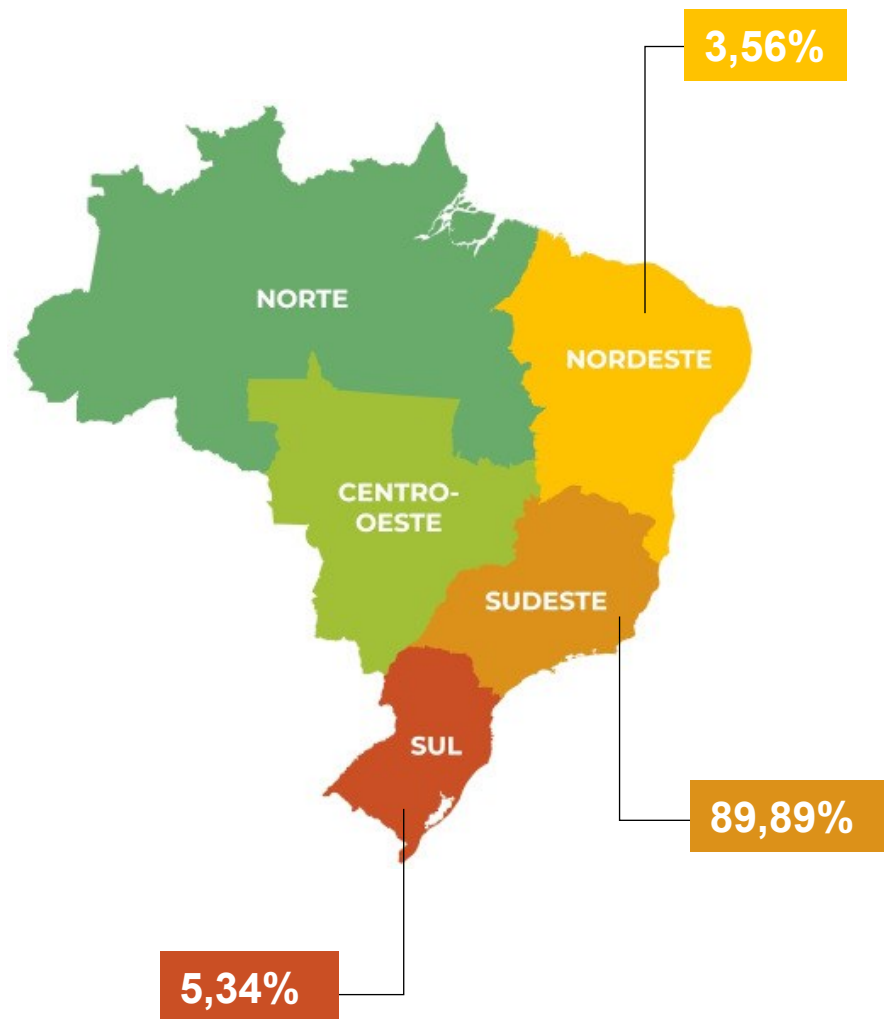 3,56%
NORTE
NORDESTE
CENTRO-
OESTE
SUDESTE
SUL
89,89%
5,34%